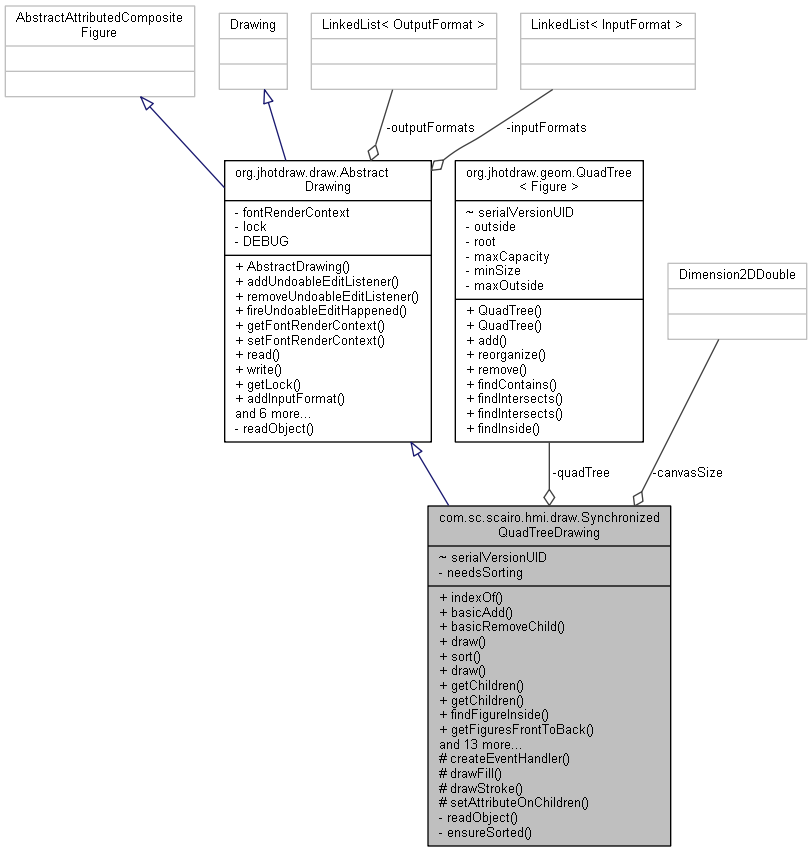 AbstractAttributedComposite
Figure
Drawing
LinkedList< OutputFormat >
LinkedList< InputFormat >
-outputFormats
-inputFormats
org.jhotdraw.draw.Abstract
Drawing
- fontRenderContext
- lock
- DEBUG
+ AbstractDrawing()
+ addUndoableEditListener()
+ removeUndoableEditListener()
+ fireUndoableEditHappened()
+ getFontRenderContext()
+ setFontRenderContext()
+ read()
+ write()
+ getLock()
+ addInputFormat()
and 6 more...
- readObject()
org.jhotdraw.geom.QuadTree
< Figure >
~ serialVersionUID
- outside
- root
- maxCapacity
- minSize
- maxOutside
+ QuadTree()
+ QuadTree()
+ add()
+ reorganize()
+ remove()
+ findContains()
+ findIntersects()
+ findIntersects()
+ findInside()
Dimension2DDouble
-quadTree
-canvasSize
com.sc.scairo.hmi.draw.Synchronized
QuadTreeDrawing
~ serialVersionUID
- needsSorting
+ indexOf()
+ basicAdd()
+ basicRemoveChild()
+ draw()
+ sort()
+ draw()
+ getChildren()
+ getChildren()
+ findFigureInside()
+ getFiguresFrontToBack()
and 13 more...
# createEventHandler()
# drawFill()
# drawStroke()
# setAttributeOnChildren()
- readObject()
- ensureSorted()